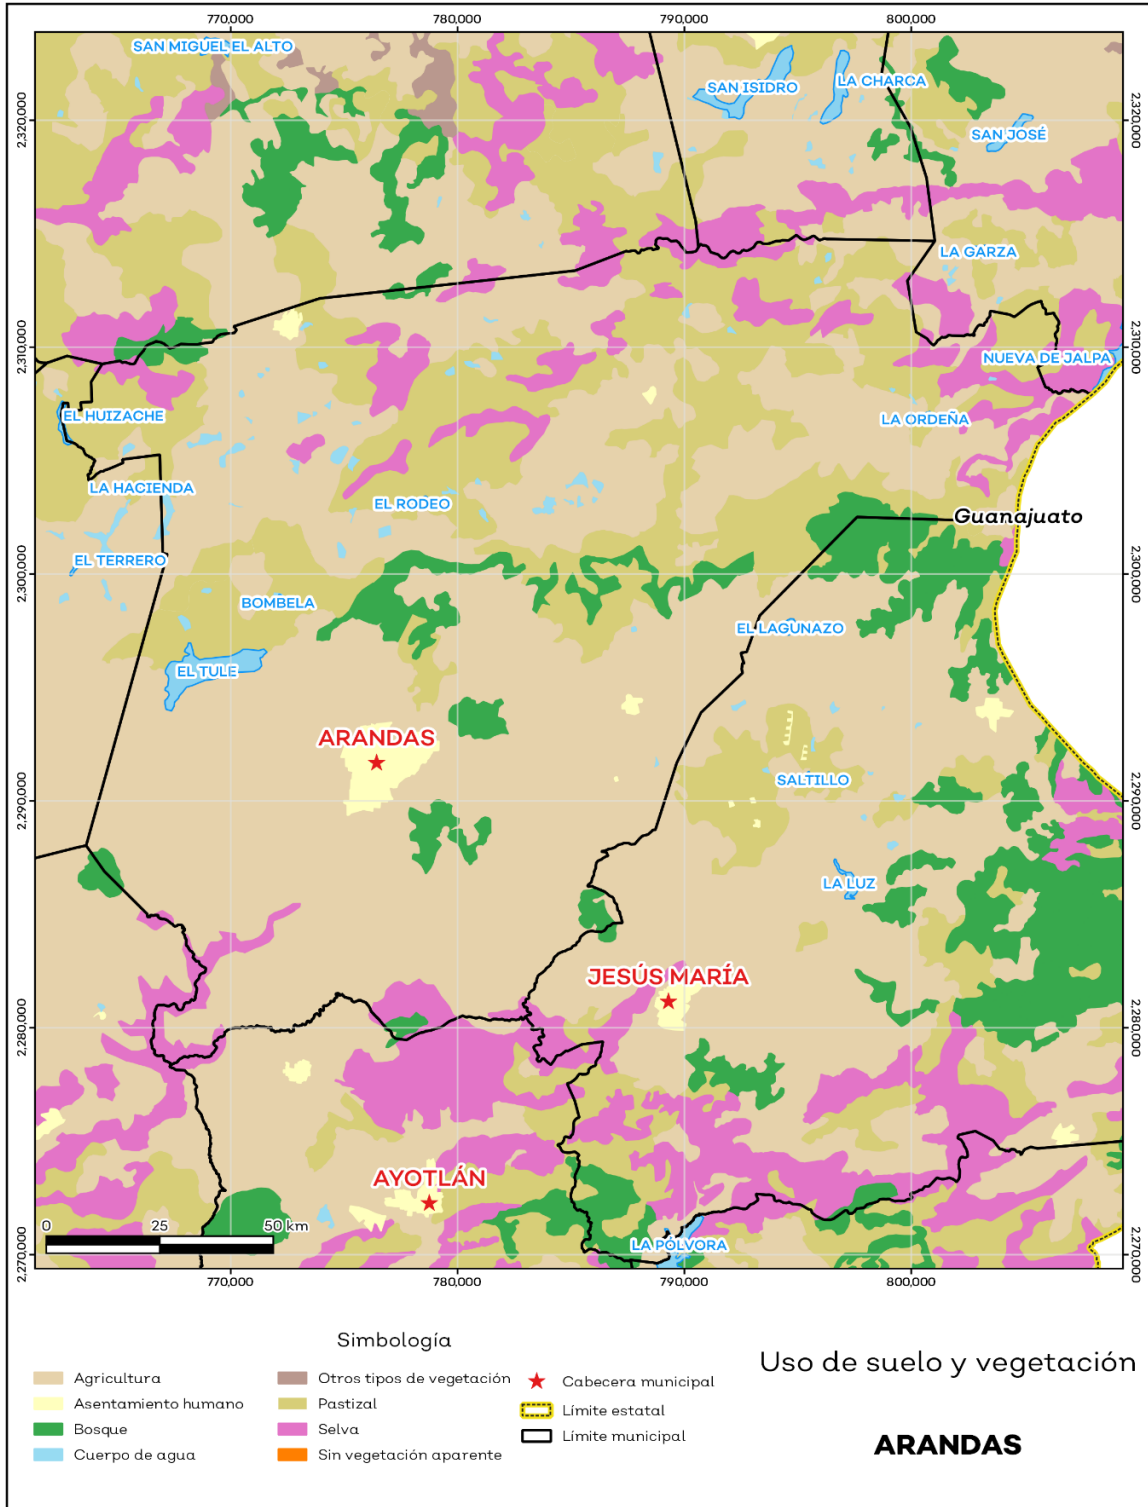 770,000 780,000 790,000 800,000
SAN MIGUEL EL ALTO
SAN ISIDRO
LA CHARCA
2,320,000
2,320,000
SAN JOSÉ
LA GARZA
2,310,000
2,310,000
NUEVA DE JALPA
EL HUIZACHE
LA ORDEÑA
LA HACIENDA
EL RODEO
Guanajuato
EL TERRERO
2,300,000
2,300,000
BOMBELA
EL LAGUNAZO
EL TULE
ARANDAS
SALTILLO
2,290,000
2,290,000
LA LUZ
JESÚS MARÍA
2,280,000
2,280,000
AYOTLÁN
0 25 50 km
LA PÓLVORA
2,270,000
2,270,000
770,000 780,000 790,000 800,000
Simbología
Agricultura
Asentamiento humano
Bosque
Cuerpo de agua
Otros tipos de vegetación
Pastizal
Selva
Sin vegetación aparente
Cabecera municipal
Límite estatal
Límite municipal
Uso de suelo y vegetación
ARANDAS